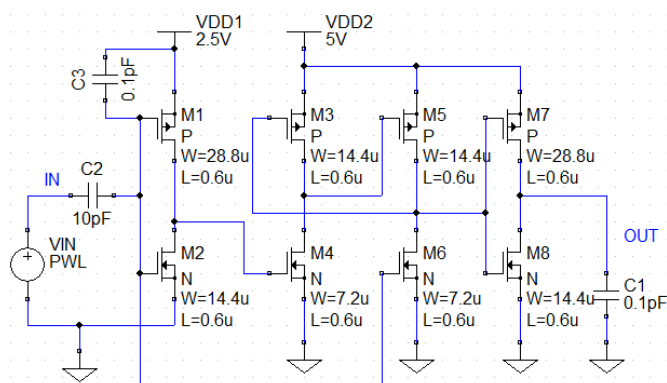 VDD1
2.5V
VDD2
5V
C3
0.1pF
M1
P
W=28.8u
L=0.6u
M3
P
W=14.4u
L=0.6u
M5
P
W=14.4u
L=0.6u
M7
P
W=28.8u
L=0.6u
IN
C2
10pF
VIN
PWL
M2
N
W=14.4u
L=0.6u
M4
N
W=7.2u
L=0.6u
M6
N
W=7.2u
L=0.6u
M8
N
W=14.4u
L=0.6u
OUT
C1
0.1pF